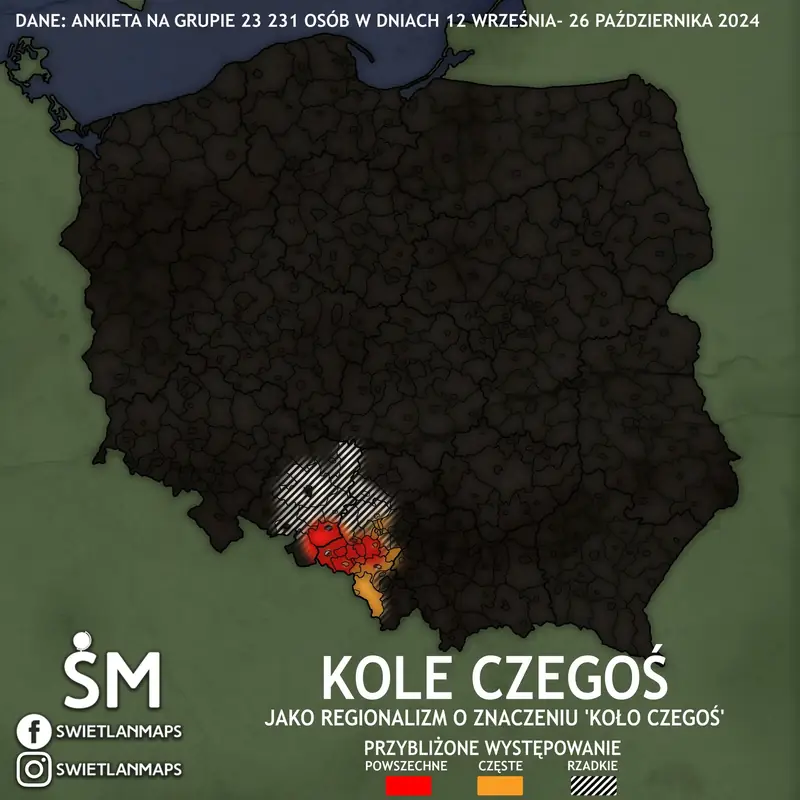 DANE: ANKIETA NA GRUPIE 23 231 OSÓB W DNIACH 12 WRZEŚNIA- 26 PAŹDZIERNIKA 2024
ŚM
SWIETLANMAPS
SWIETLANMAPS
KOLE CZEGOŚ
JAKO REGIONALIZM O ZNACZENIU 'KOŁO CZEGOŚ'
PRZYBLIŻONE WYSTĘPOWANIE
POWSZECHNE CZĘSTE RZADKIE